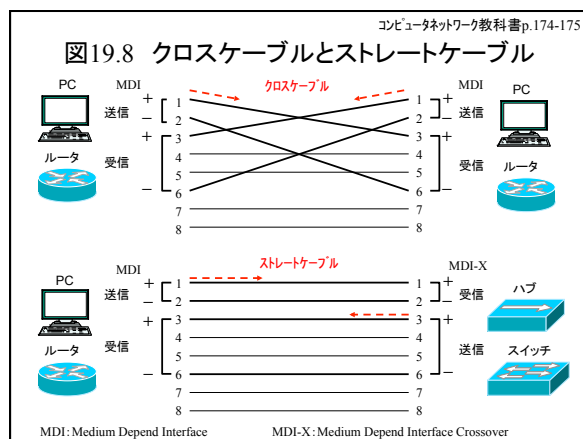 コンピュータネットワーク教科書p.174-175
図19.8 クロスケーブルとストレートケーブル
PC MDI クロスケーブル MDI PC
+ 1 1 +
送信 送信
− 2 2 −
+ 3 3 +
ルータ 4 4
受信 5 5 受信 ルータ
− 6 6 −
7 7
8 8
PC MDI ストレートケーブル MDI-X
+ 1 1 + ハブ
送信 受信
− 2 2 −
+ 3 3 +
ルータ 4 4
受信 5 5 送信 スイッチ
− 6 6 −
7 7
8 8
MDI:Medium Depend Interface MDI-X:Medium Depend Interface Crossover